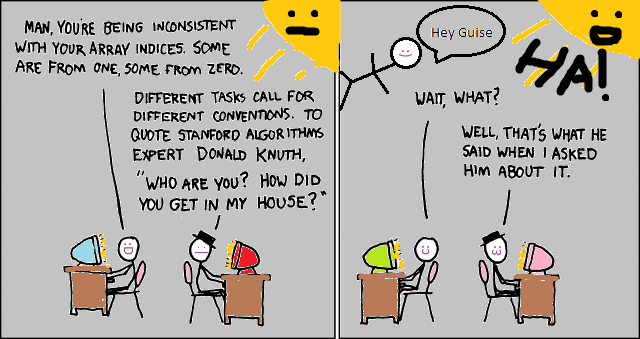 MAN, YOU'RE BEING INCONSISTENT
WITH YOUR ARRAY INDICES. SOME
ARE FROM ONE, SOME FROM ZERO.
DIFFERENT TASKS CALL FOR
DIFFERENT CONVENTIONS. TO
QUOTE STANFORD ALGORITHMS
EXPERT DONALD KNUTH,
"WHO ARE YOU? HOW DID
YOU GET IN MY HOUSE?"
Hey Guise
HA!
WAIT, WHAT?
WELL, THAT'S WHAT HE
SAID WHEN I ASKED
HIM ABOUT IT.